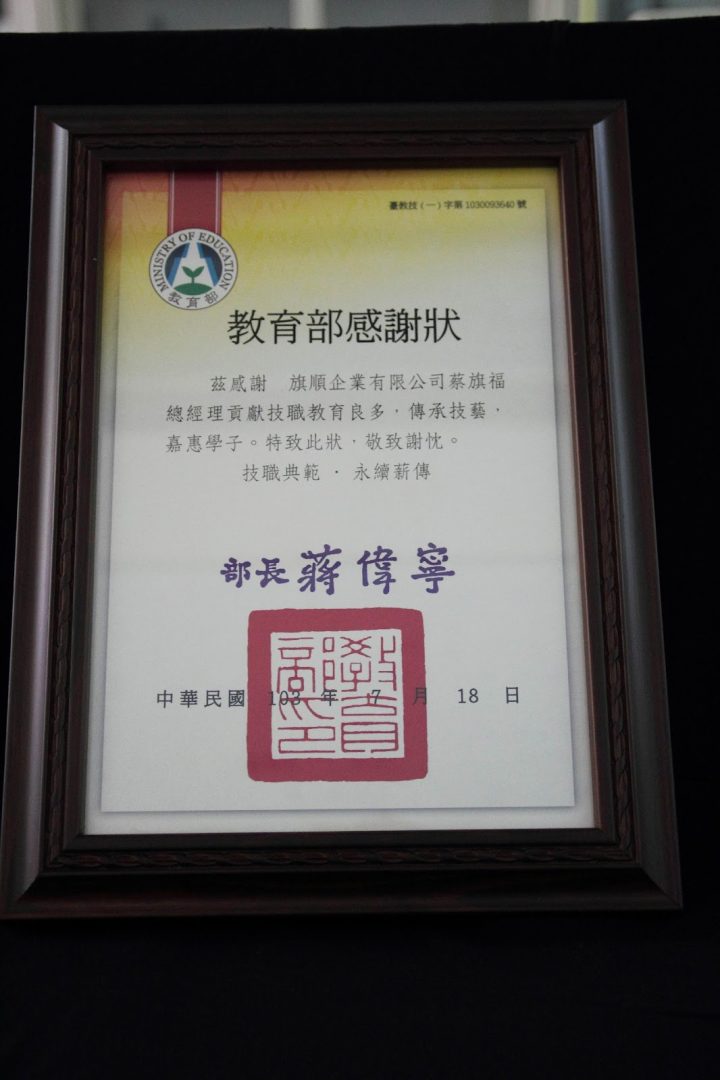 臺教技(一)字第1030093640號
MINISTRY OF EDUCATION
教育部
教育部感謝狀
茲感謝　旗順企業有限公司蔡旗福
總經理貢獻技職教育良多，傳承技藝，
嘉惠學子。特致此狀，敬致謝忱。
技職典範．永續薪傳
部長 蔣偉寧
中華民國 103 年 7 月 18 日
教育部印